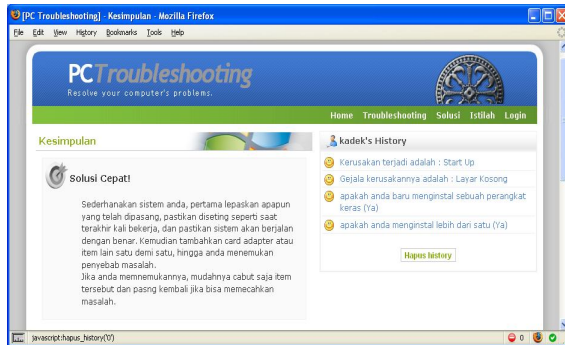 [PC Troubleshooting] - Kesimpulan - Mozilla Firefox
File Edit View History Bookmarks Tools Help
PCTroubleshooting
Resolve your computer's problems.
Home Troubleshooting Solusi Istilah Login
Kesimpulan
Solusi Cepat!
Sederhanakan sistem anda, pertama lepaskan apapun
yang telah dipasang, pastikan diseting seperti saat
terakhir kali bekerja, dan pastikan sistem akan berjalan
dengan benar. Kemudian tambahkan card adapter atau
item lain satu demi satu, hingga anda menemukan
penyebab masalah.
Jika anda memnemukannya, mudahnya cabut saja item
tersebut dan pasng kembali jika bisa memecahkan
masalah.
kadek's History
Kerusakan terjadi adalah : Start Up
Gejala kerusakannya adalah : Layar Kosong
apakah anda baru menginstal sebuah perangkat
keras (Ya)
apakah anda menginstal lebih dari satu (Ya)
Hapus history
javascript:hapus_history('0')
0